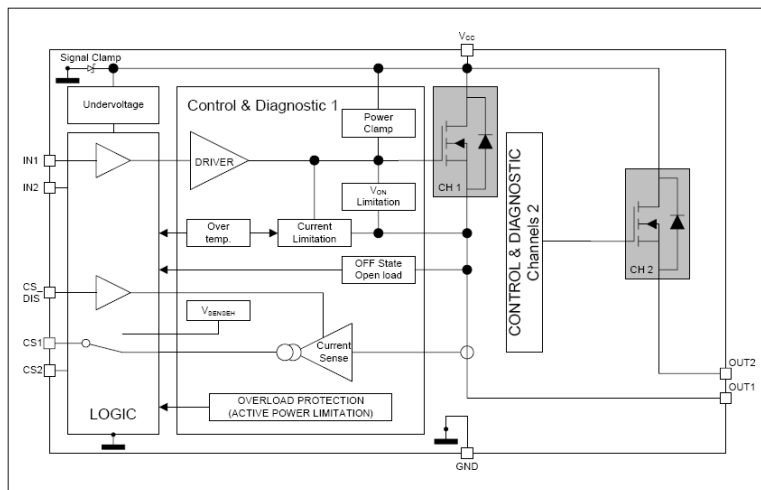 Signal Clamp
VCC
Undervoltage
Control & Diagnostic 1
Power
Clamp
IN1
DRIVER
CH 1
IN2
VON
Limitation
CONTROL & DIAGNOSTIC
Channels 2
CH 2
Over
temp.
Current
Limitation
OFF State
Open load
CS_
DIS
VSENSEH
CS1
Current
Sense
CS2
OUT2
OUT1
LOGIC
OVERLOAD PROTECTION
(ACTIVE POWER LIMITATION)
GND